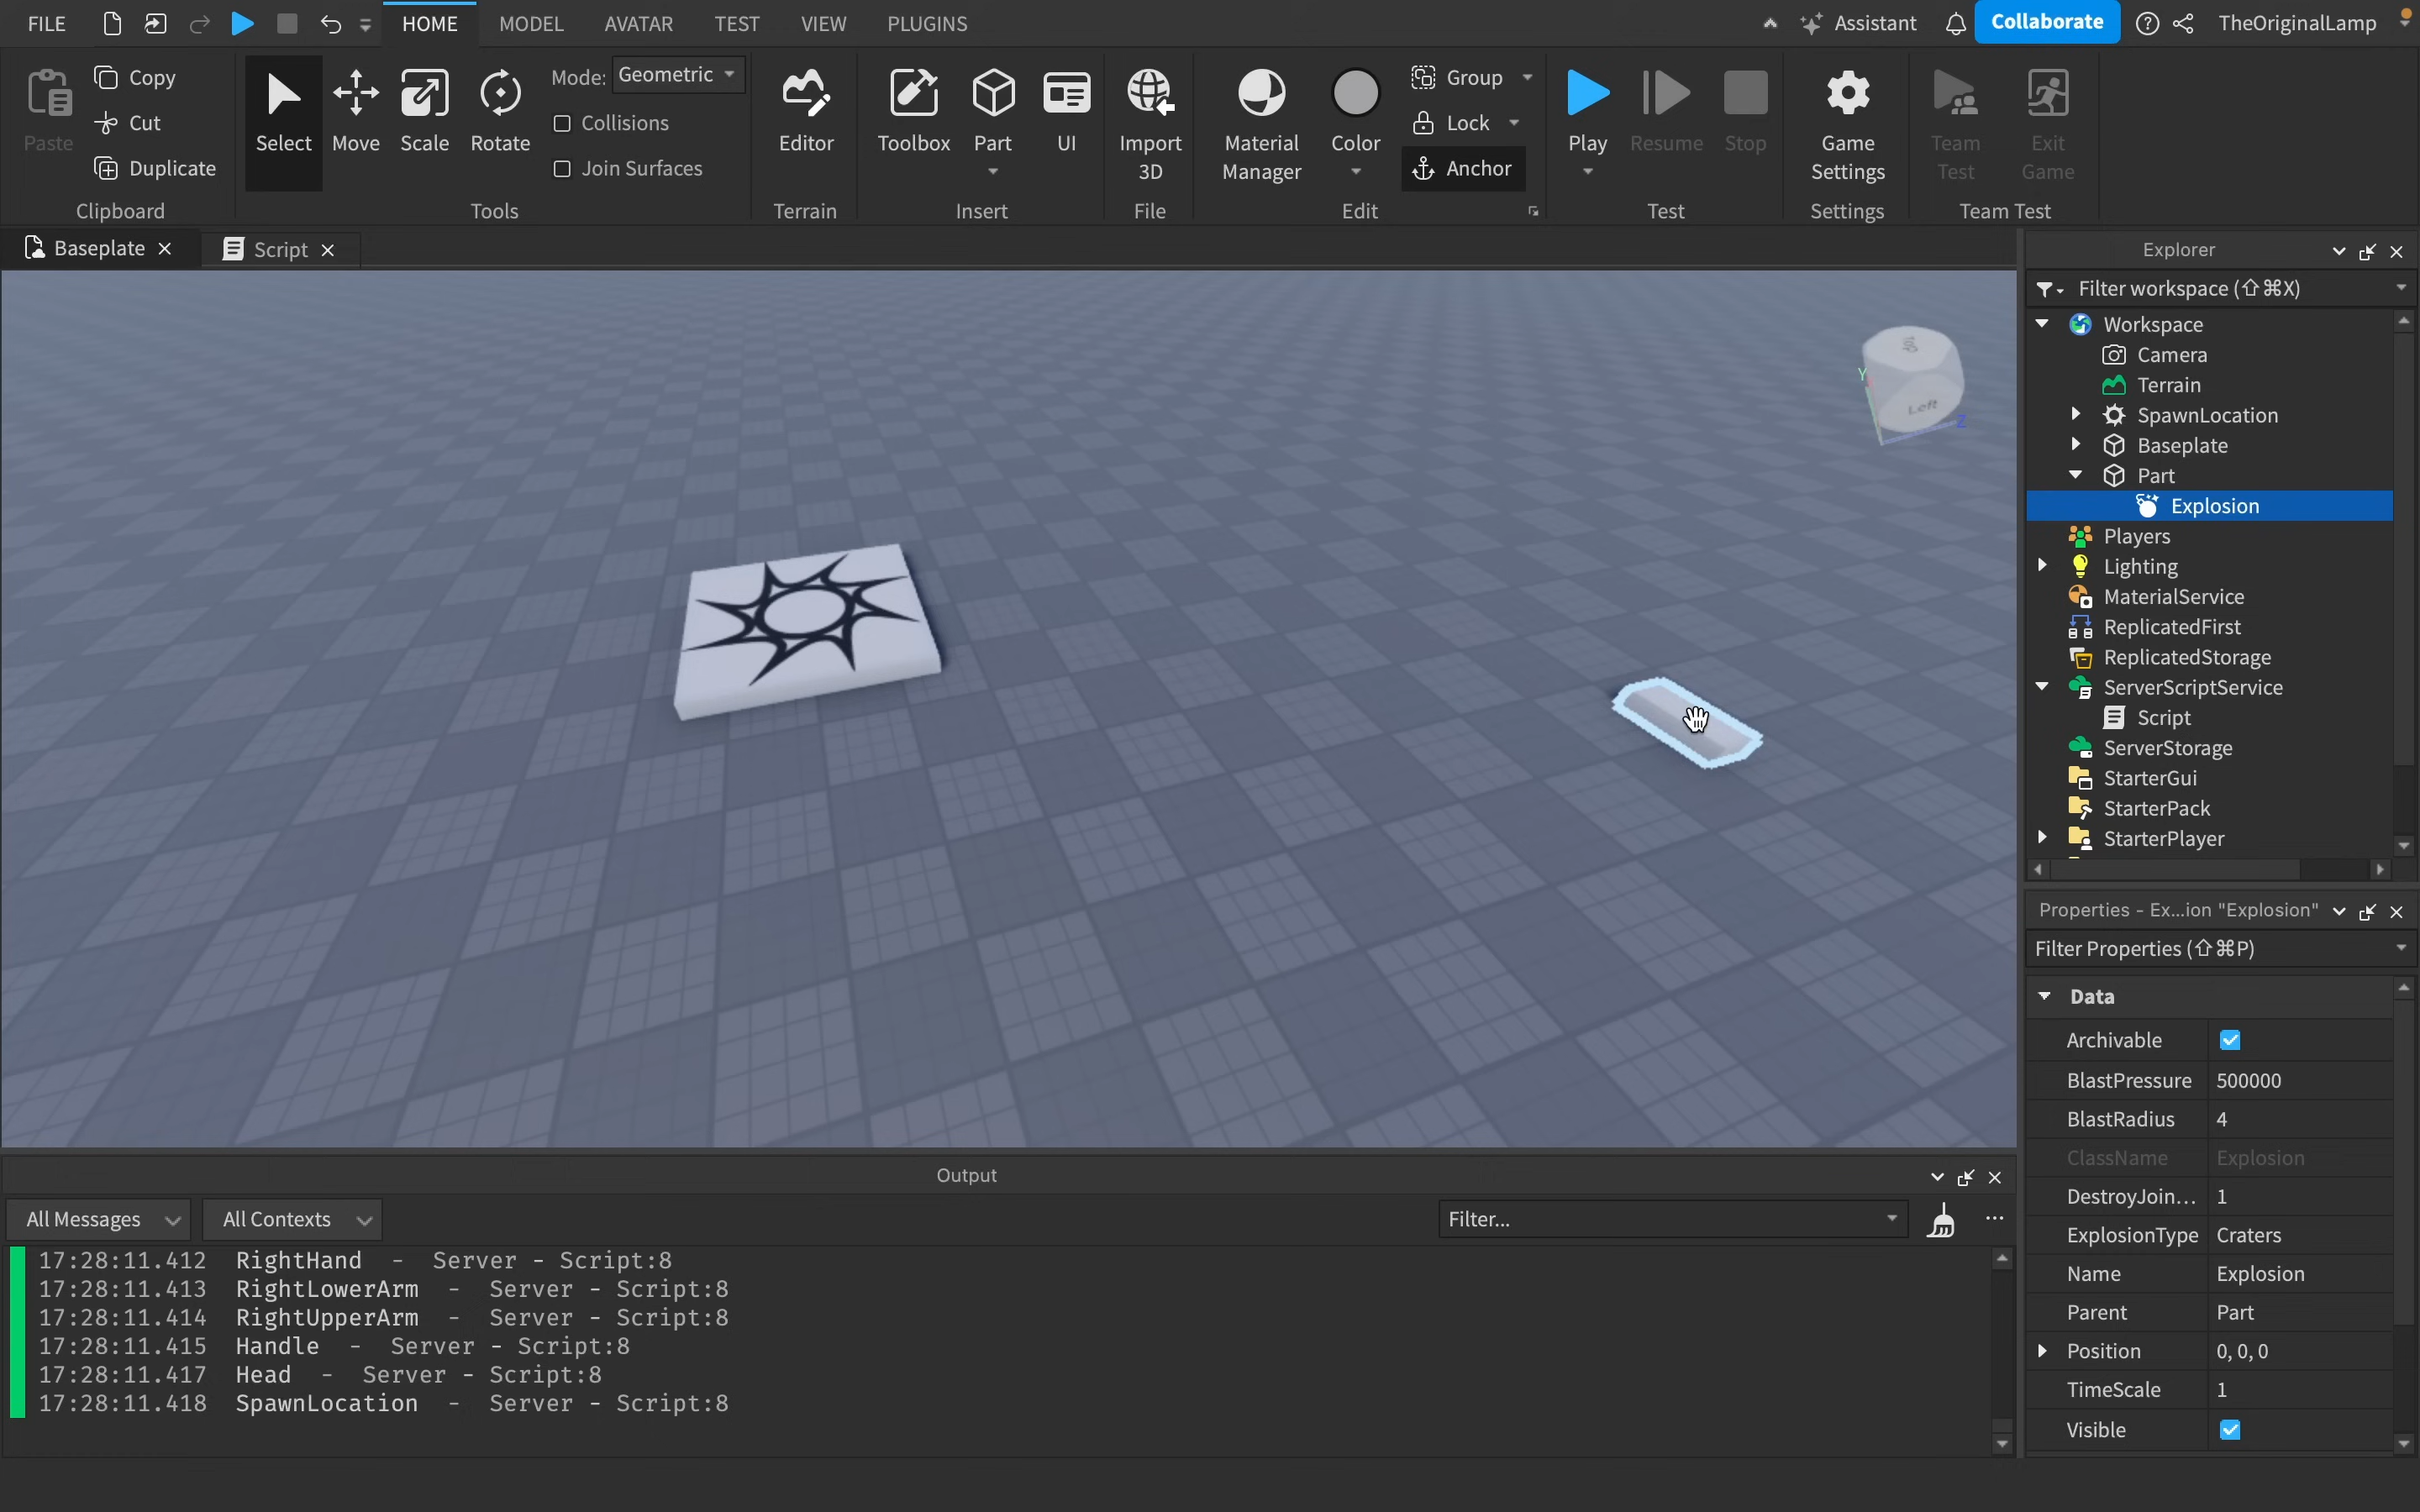 FILE
HOME
MODEL
AVATAR
TEST
VIEW
PLUGINS
Assistant
Collaborate
TheOriginalLamp
Paste
Copy
Cut
Duplicate
Clipboard
Select
Move
Scale
Rotate
Mode: Geometric
Collisions
Join Surfaces
Tools
Editor
Terrain
Toolbox
Part
UI
Insert
Import
3D
File
Material
Manager
Color
Group
Lock
Anchor
Edit
Play
Resume
Stop
Test
Game
Settings
Settings
Team
Test
Exit
Game
Team Test
Baseplate
Script
Top
Left
Y
Z
Explorer
Filter workspace (⇧⌘X)
Workspace
Camera
Terrain
SpawnLocation
Baseplate
Part
Explosion
Players
Lighting
MaterialService
ReplicatedFirst
ReplicatedStorage
ServerScriptService
Script
ServerStorage
StarterGui
StarterPack
StarterPlayer
Properties - Ex...ion "Explosion"
Filter Properties (⇧⌘P)
Data
Archivable
BlastPressure 500000
BlastRadius 4
ClassName Explosion
DestroyJoin... 1
ExplosionType Craters
Name Explosion
Parent Part
Position 0, 0, 0
TimeScale 1
Visible
Output
All Messages
All Contexts
Filter...
17:28:11.412 RightHand - Server - Script:8
17:28:11.413 RightLowerArm - Server - Script:8
17:28:11.414 RightUpperArm - Server - Script:8
17:28:11.415 Handle - Server - Script:8
17:28:11.417 Head - Server - Script:8
17:28:11.418 SpawnLocation - Server - Script:8